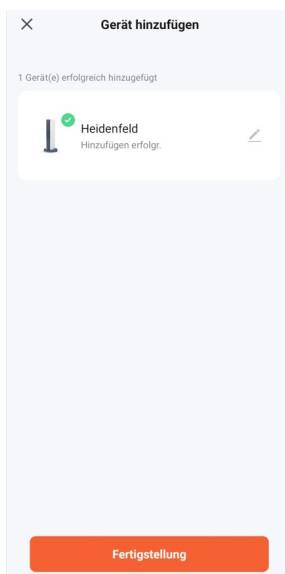 Gerät hinzufügen
1 Gerät(e) erfolgreich hinzugefügt
Heidenfeld
Hinzufügen erfolgr.
Fertigstellung